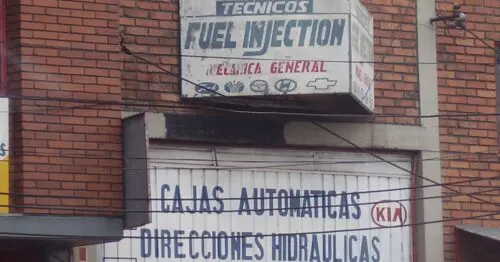 TECNICOS
FUEL INJECTION
MECANICA GENERAL
CAJAS AUTOMATICAS
KIA
DIRECCIONES HIDRAULICAS